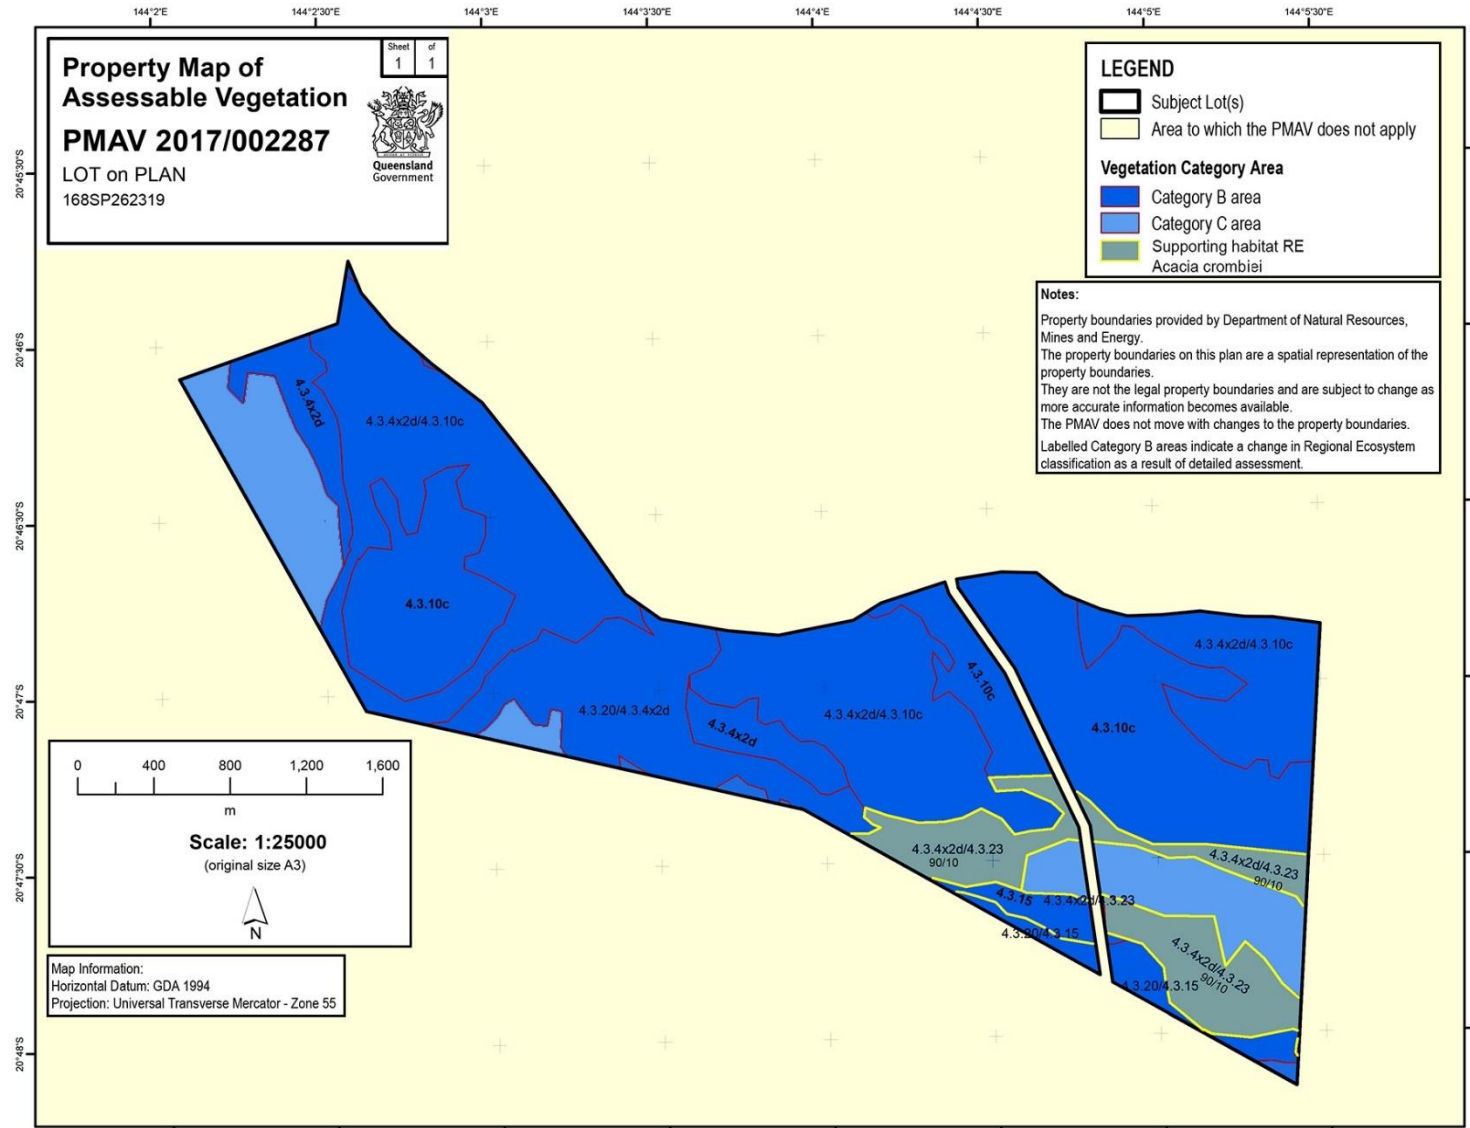 144°2'E
144°2'30"E
144°3'E
144°3'30"E
144°4'E
144°4'30"E
144°5'E
144°5'30"E
Property Map of
Assessable Vegetation
PMAV 2017/002287
LOT on PLAN
168SP262319
Sheet
1
of
1
Queensland
Government
LEGEND
Subject Lot(s)
Area to which the PMAV does not apply
Vegetation Category Area
Category B area
Category C area
Supporting habitat RE
Acacia crombiei
Notes:
Property boundaries provided by Department of Natural Resources,
Mines and Energy.
The property boundaries on this plan are a spatial representation of the
property boundaries.
They are not the legal property boundaries and are subject to change as
more accurate information becomes available.
The PMAV does not move with changes to the property boundaries.
Labelled Category B areas indicate a change in Regional Ecosystem
classification as a result of detailed assessment.
20°45'30"S
20°46'S
20°46'30"S
20°47'S
20°47'30"S
20°48'S
4.3.4x2d
4.3.4x2d/4.3.10c
4.3.10c
4.3.20/4.3.4x2d
4.3.4x2d
4.3.4x2d/4.3.10c
4.3.10c
4.3.4x2d/4.3.10c
4.3.10c
4.3.4x2d/4.3.23
90/10
4.3.4x2d/4.3.23
90/10
4.3.15
4.3.4x2d/4.3.23
4.3.20/4.3.15
4.3.4x2d/4.3.23
90/10
4.3.20/4.3.15
0
400
800
1,200
1,600
m
Scale: 1:25000
(original size A3)
N
Map Information:
Horizontal Datum: GDA 1994
Projection: Universal Transverse Mercator - Zone 55